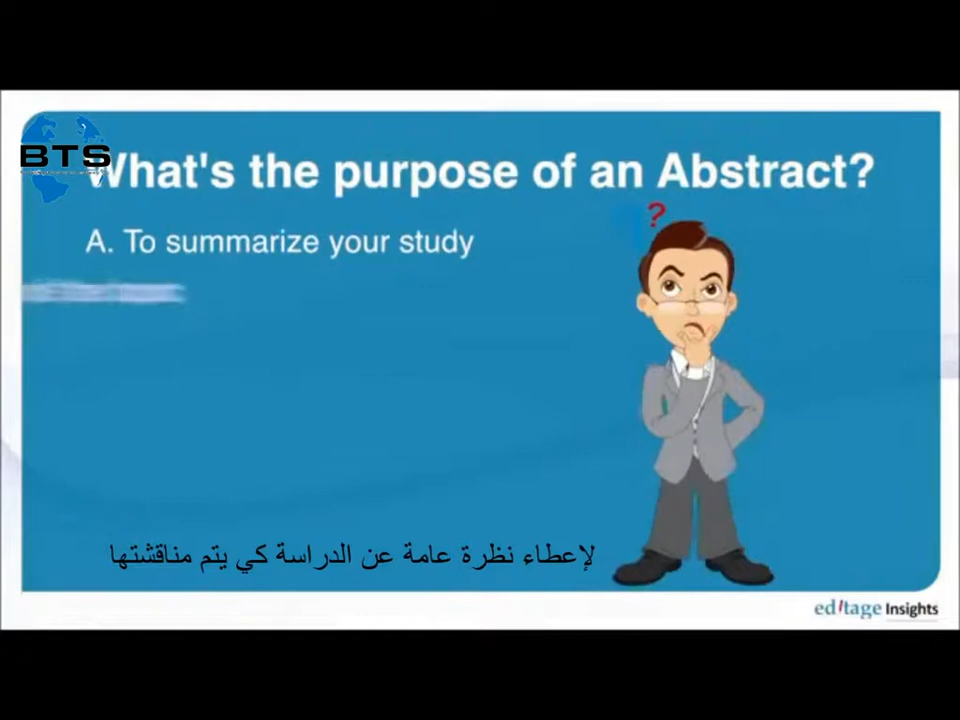 BTS
What's the purpose of an Abstract?
?
A. To summarize your study
لإعطاء نظرة عامة عن الدراسة كي يتم مناقشتها
editage Insights